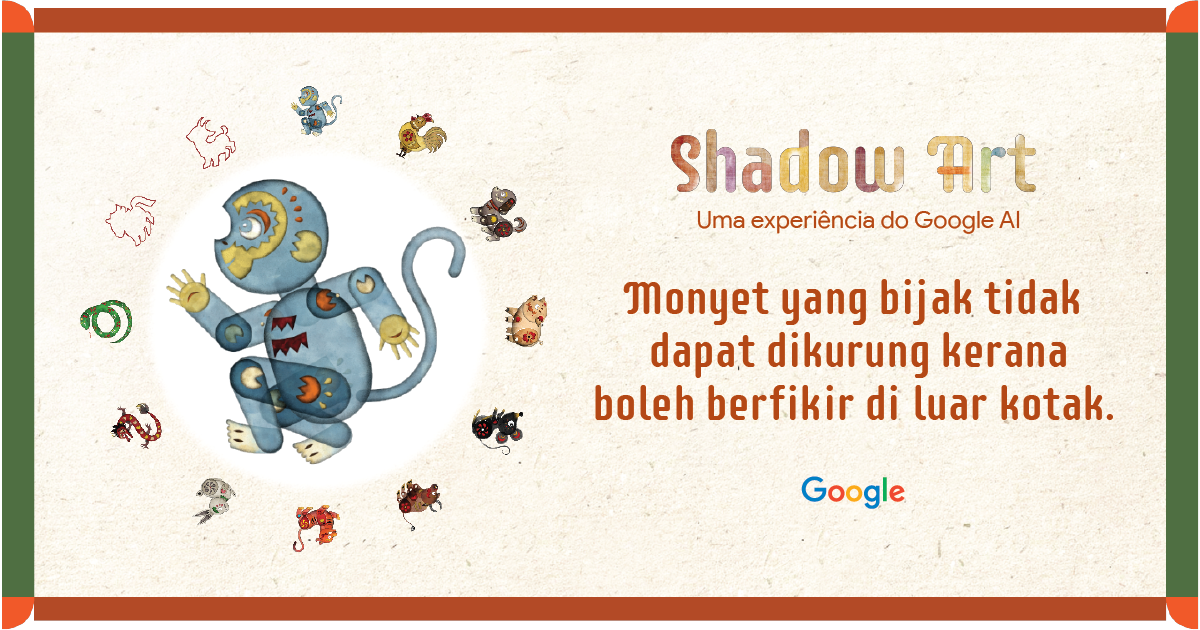 Shadow Art
Uma experiência do Google AI
Monyet yang bijak tidak
dapat dikurung kerana
boleh berfikir di luar kotak.
Google